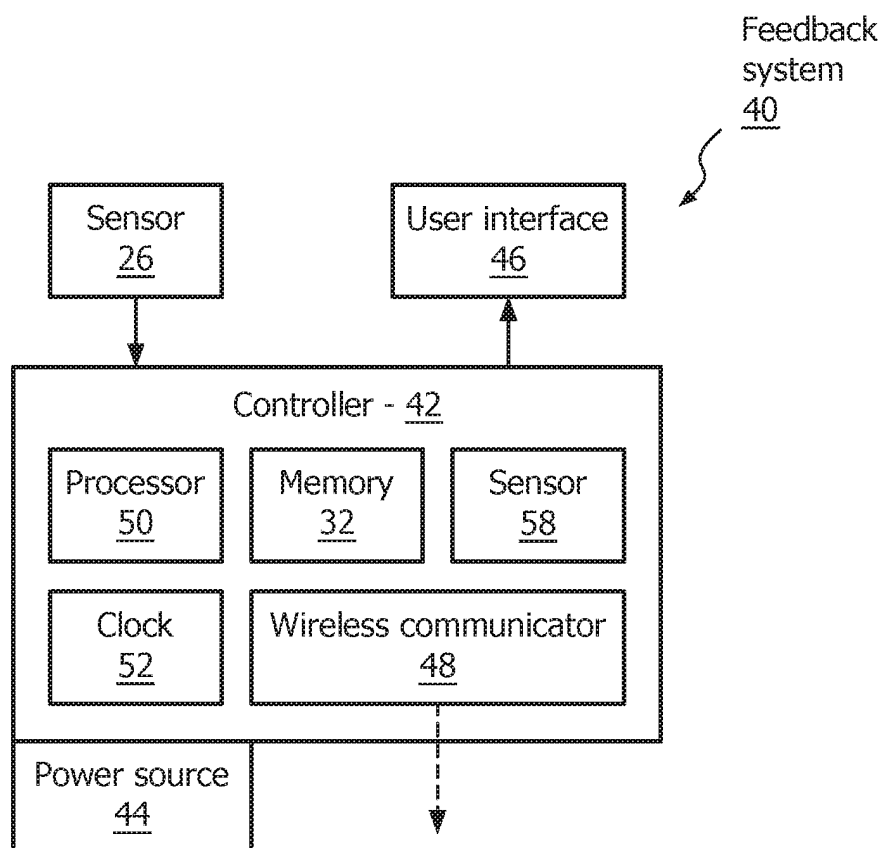 Feedback
system
40
Sensor
26
User interface
46
Controller - 42
Processor
50
Memory
32
Sensor
58
Clock
52
Wireless communicator
48
Power source
44